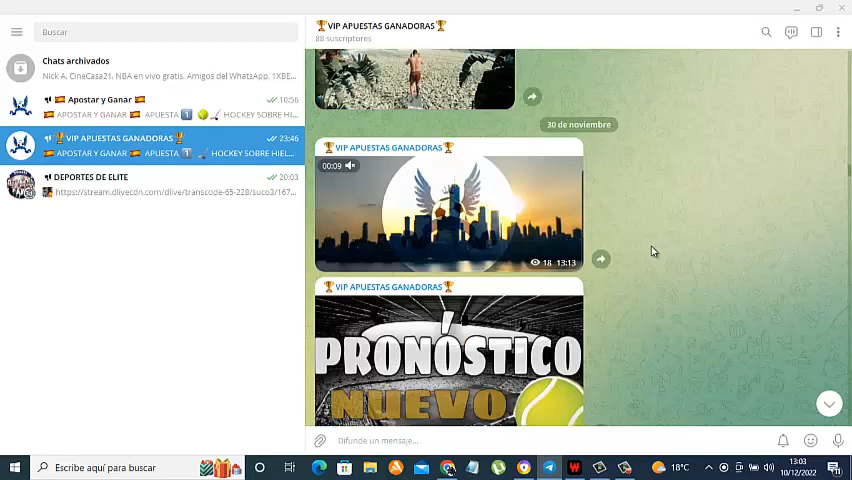 Buscar
Chats archivados
Nick A, CineCasa21, NBA en vivo gratis, Amigos del WhatsApp, 1XBE...
🇪🇸 Apostar y Ganar 🇪🇸
10:56
🇪🇸 APOSTAR Y GANAR 🇪🇸 APUESTA 1️⃣ 🎾🏑 HOCKEY SOBRE HI...
🏆VIP APUESTAS GANADORAS🏆
23:46
🇪🇸 APOSTAR Y GANAR 🇪🇸 APUESTA 1️⃣ 🏑 HOCKEY SOBRE HIEL...
DEPORTES DE ELITE
20:03
https://stream.dlivecdn.com/dlive/transcode-65-228/suco3/167...
🏆VIP APUESTAS GANADORAS🏆
88 suscriptores
30 de noviembre
🏆VIP APUESTAS GANADORAS🏆
00:09
18 13:13
🏆VIP APUESTAS GANADORAS🏆
PRONÓSTICO
NUEVO
Difunde un mensaje...
Escribe aquí para buscar
18°C
13:03
10/12/2022